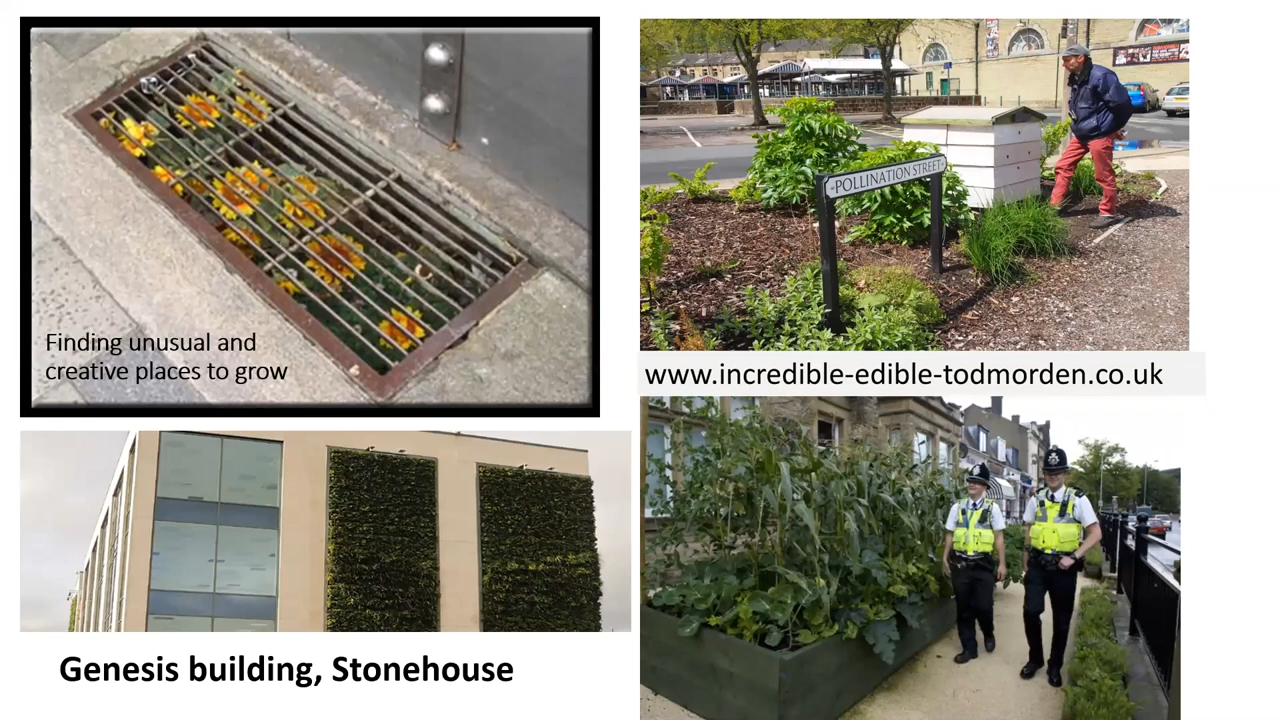 Finding unusual and
creative places to grow
POLLINATION STREET
www.incredible-edible-todmorden.co.uk
Genesis building, Stonehouse